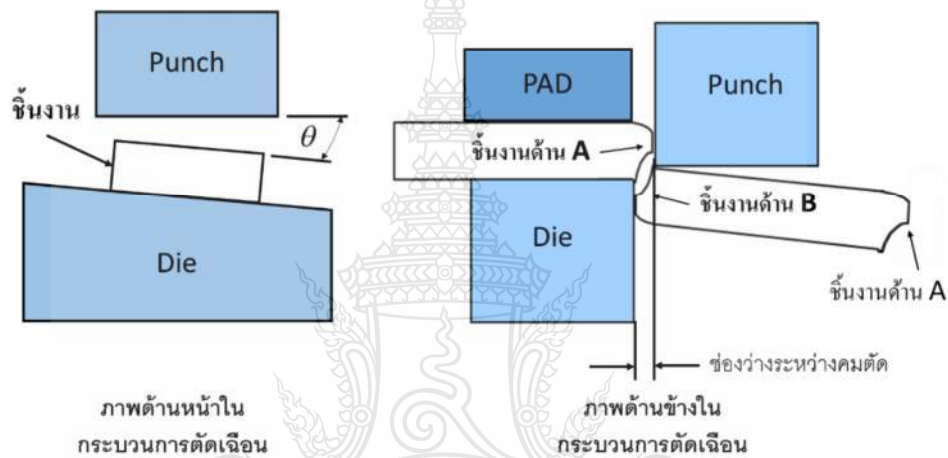 Punch
ชิ้นงาน
θ
Die
PAD
Punch
ชิ้นงานด้าน A
ชิ้นงานด้าน B
Die
ชิ้นงานด้าน A
ช่องว่างระหว่างคมตัด
ภาพด้านหน้าใน
กระบวนการตัดเฉือน
ภาพด้านข้างใน
กระบวนการตัดเฉือน